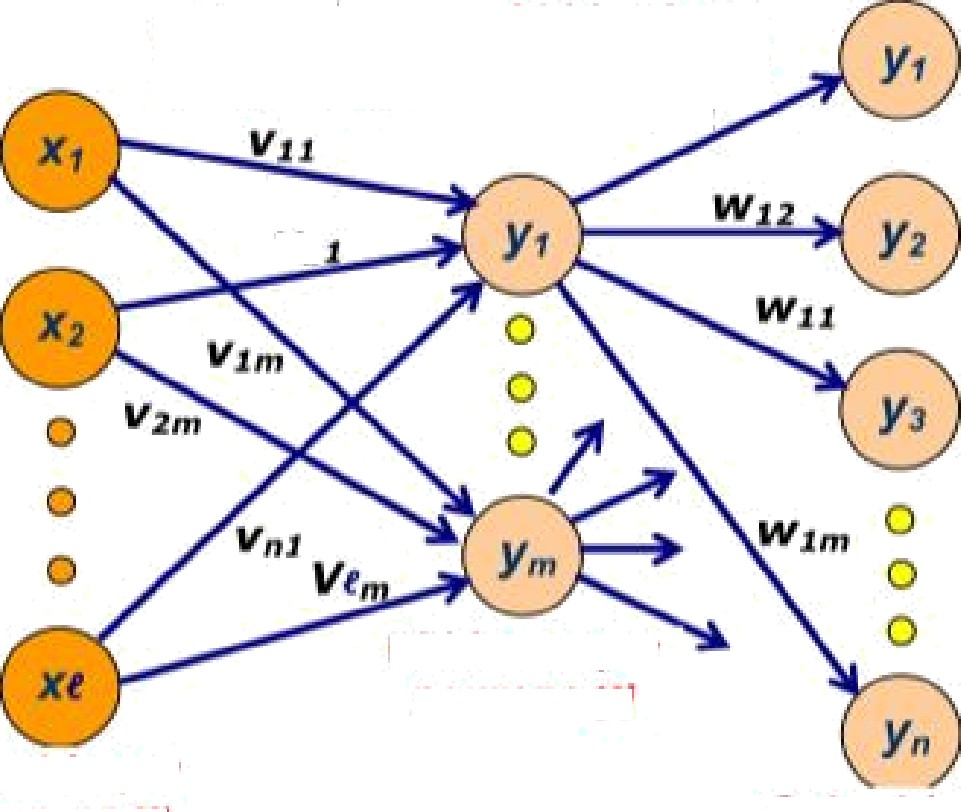 y₁
v₁₁
x₁
w₁₂
y₁
y₂
1
w₁₁
x₂
v₁ₘ
v₂ₘ
y₃
vₙ₁
w₁ₘ
yₘ
Vℓₘ
xℓ
yₙ